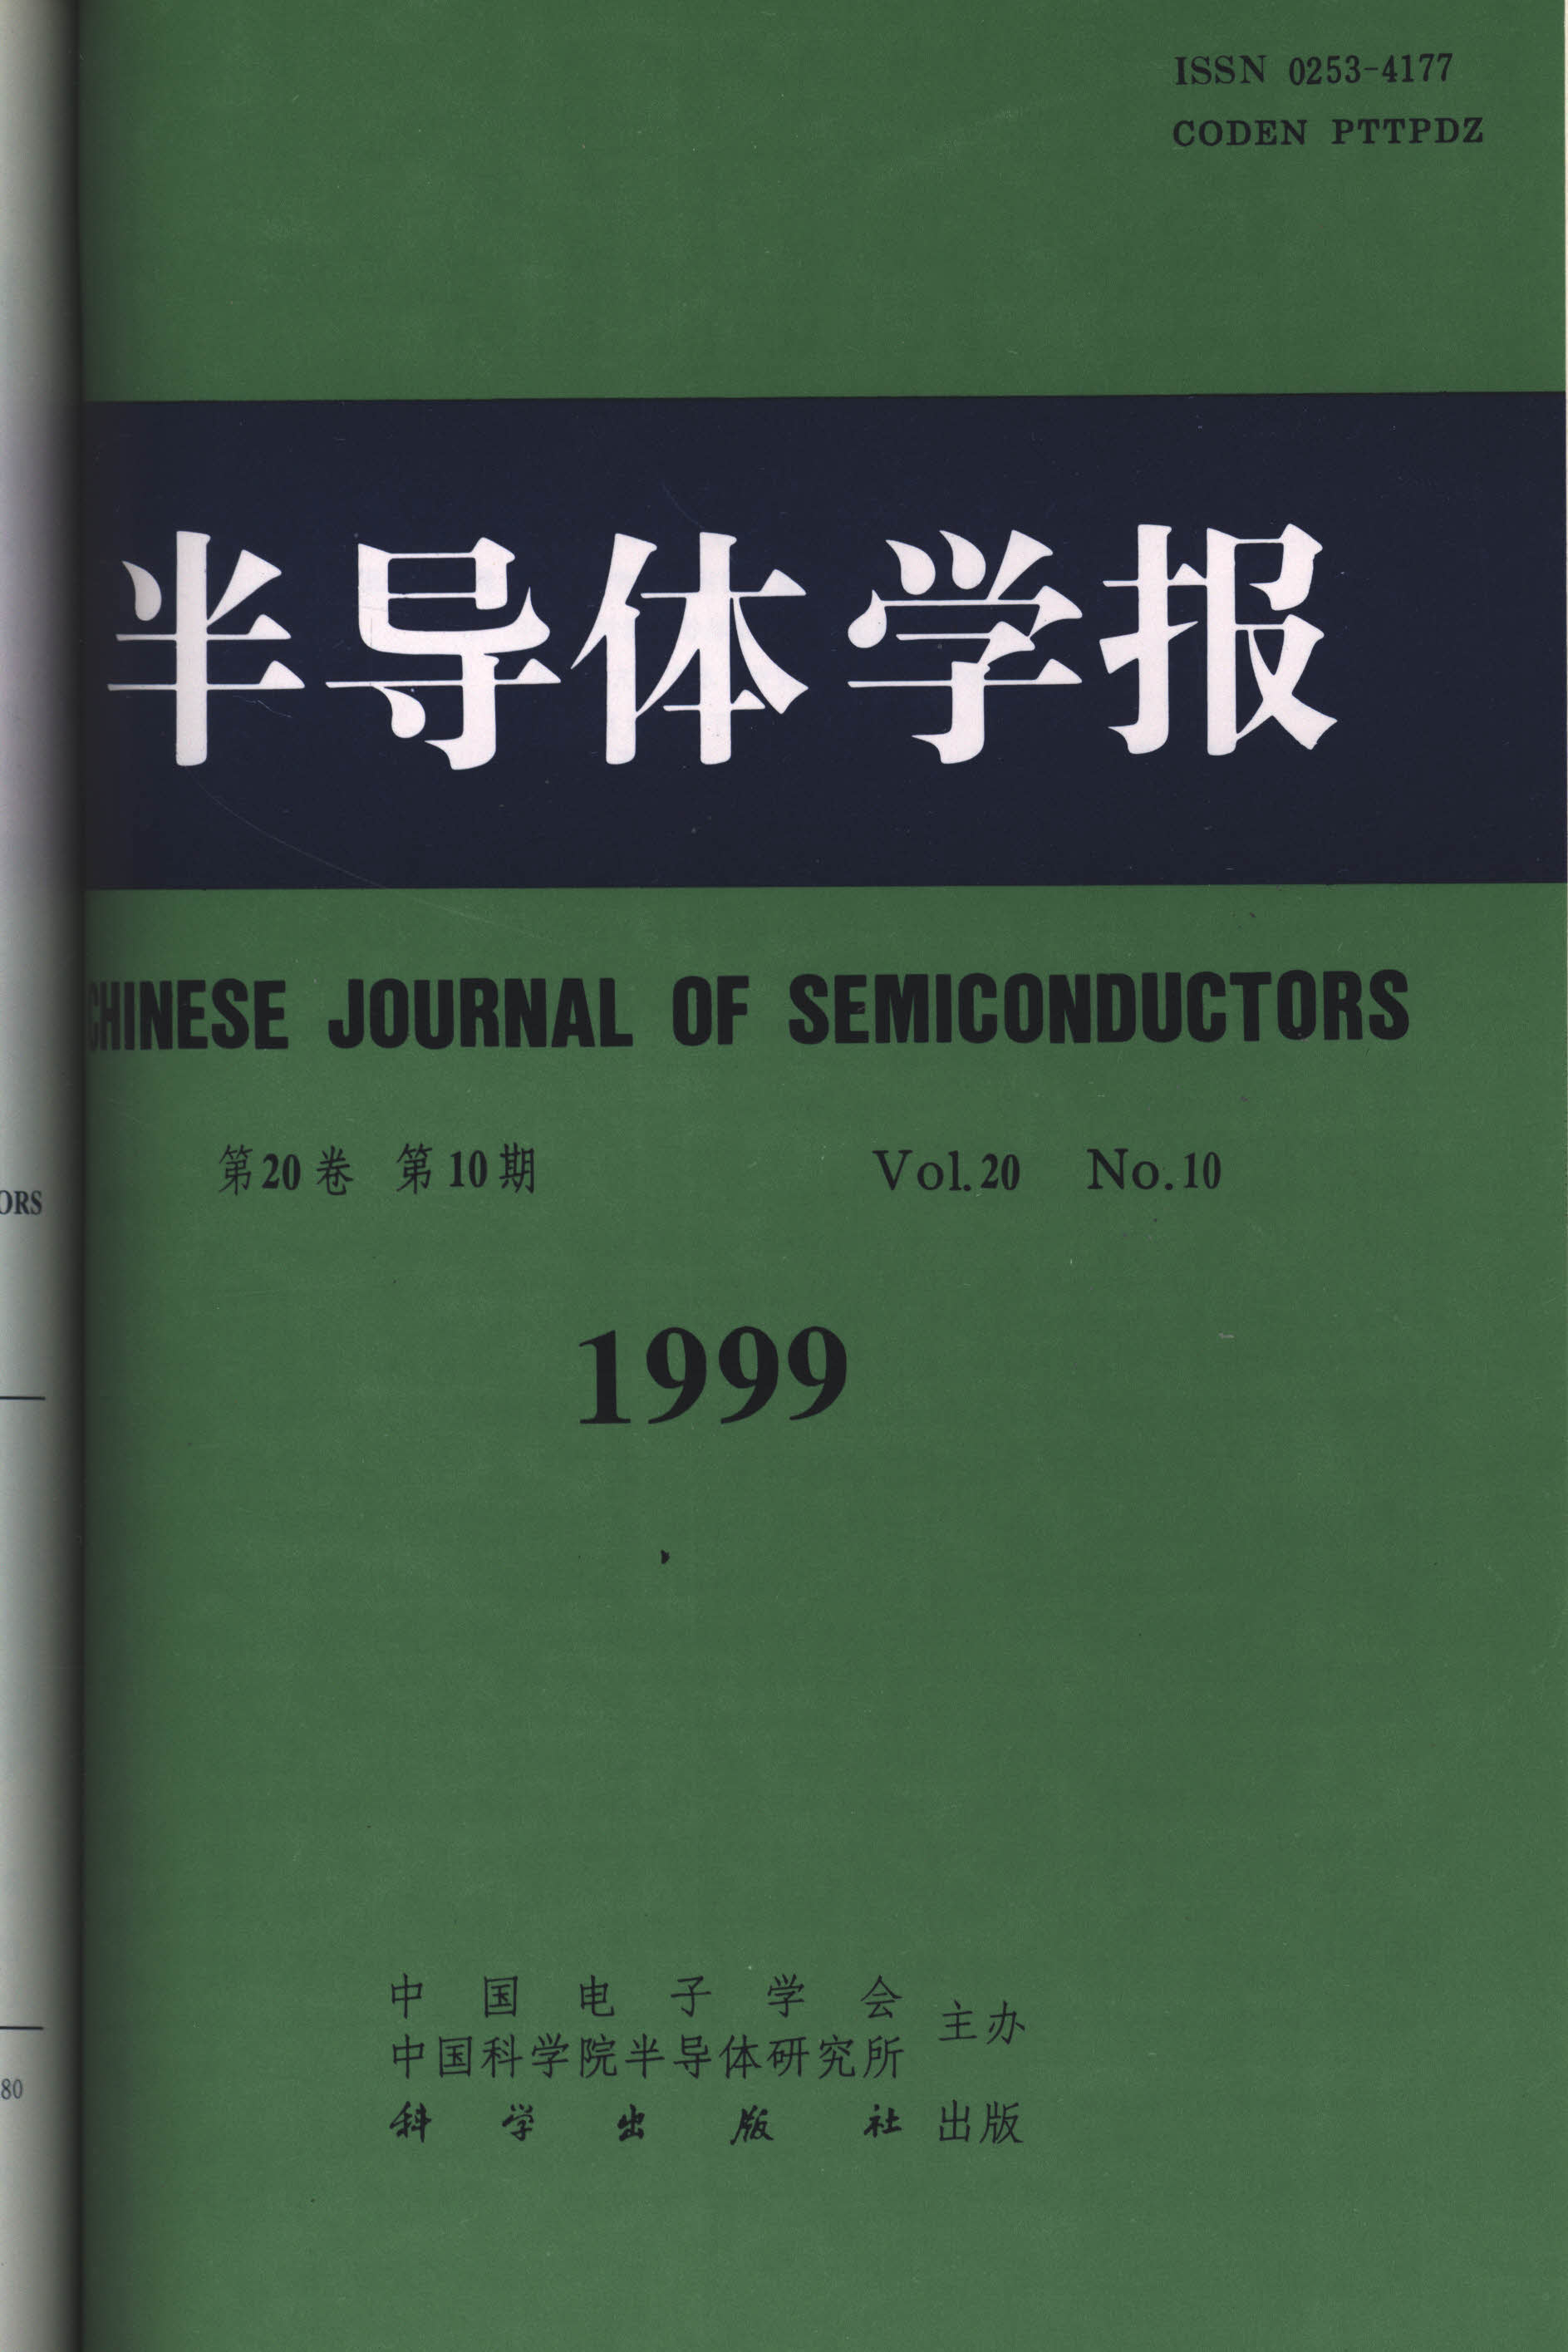 ISSN 0253-4177
CODEN PTTPDZ
半导体学报
CHINESE JOURNAL OF SEMICONDUCTORS
第20卷 第10期 Vol.20 No.10
ORS
1999
中国电子学会
主办
中国科学院半导体研究所
80
科学出版社 出版